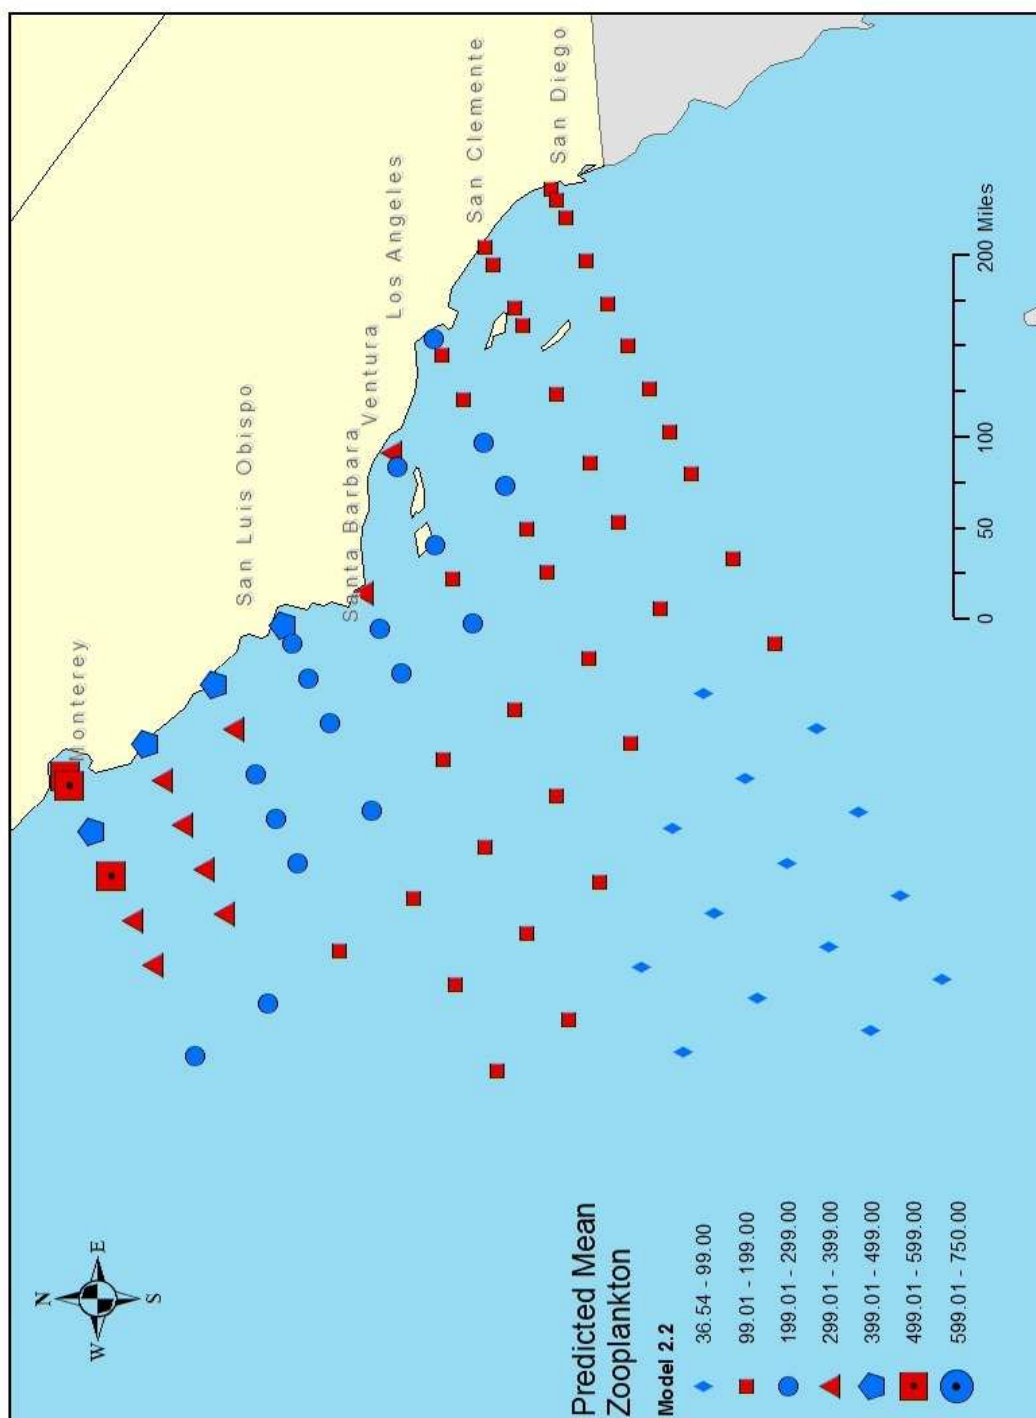 N
W
E
S
Monterey
San Luis Obispo
Santa Barbara
Ventura
Los Angeles
San Clemente
San Diego
Predicted Mean
Zooplankton
Model 2.2
36.54 - 99.00
99.01 - 199.00
199.01 - 299.00
299.01 - 399.00
399.01 - 499.00
499.01 - 599.00
599.01 - 750.00
0 50 100 200 Miles